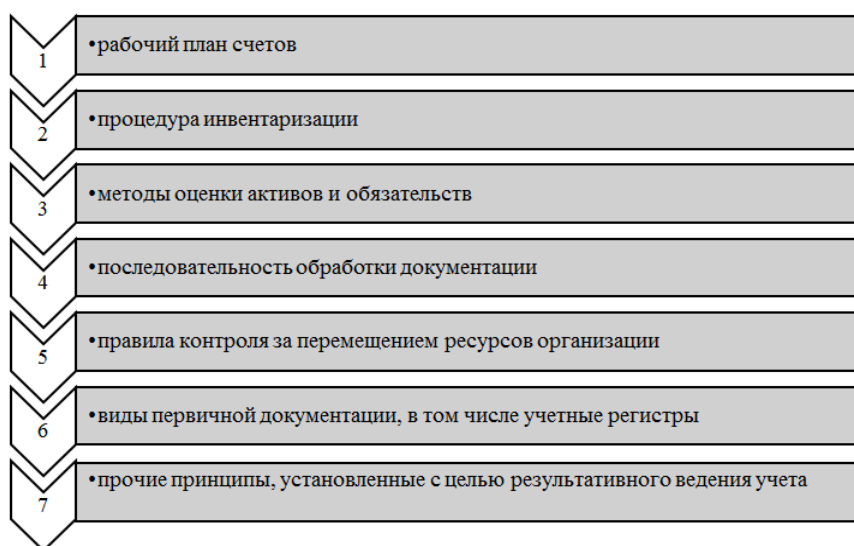 1
•рабочий план счетов
2
•процедура инвентаризации
3
•методы оценки активов и обязательств
4
•последовательность обработки документации
5
•правила контроля за перемещением ресурсов организации
6
•виды первичной документации, в том числе учетные регистры
7
•прочие принципы, установленные с целью результативного ведения учета